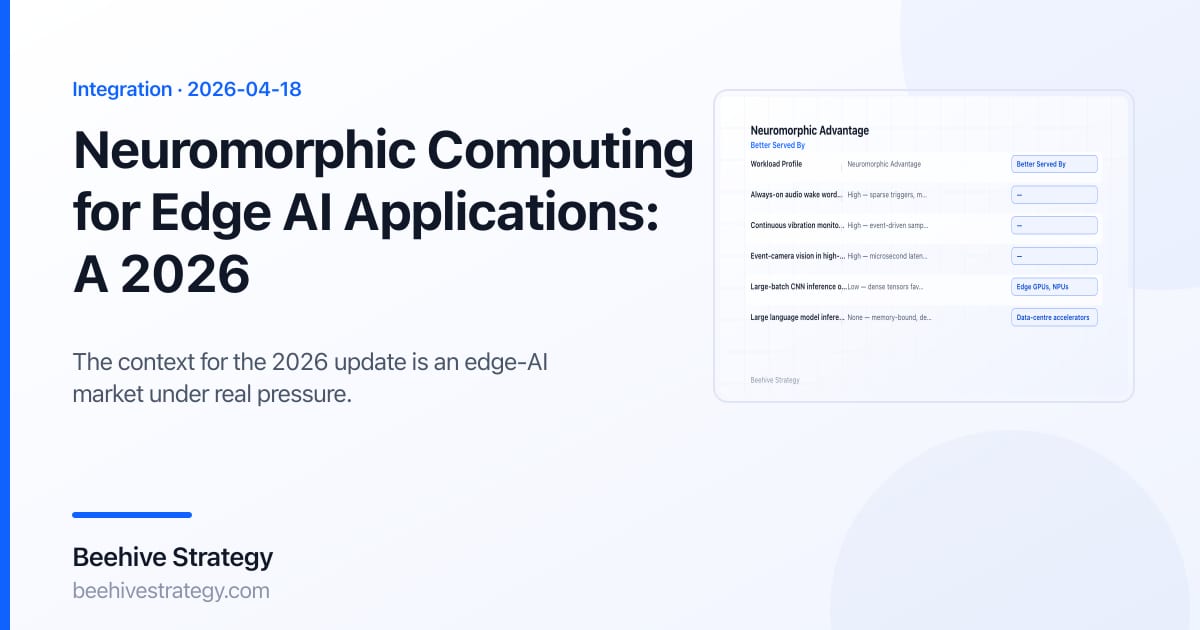 Integration · 2026-04-18
Neuromorphic Computing
for Edge AI Applications:
A 2026
The context for the 2026 update is an edge-AI
market under real pressure.
Beehive Strategy
beehivestrategy.com
Neuromorphic Advantage
Better Served By
Workload Profile Neuromorphic Advantage Better Served By
Always-on audio wake word... High — sparse triggers, m... –
Continuous vibration monito... High — event-driven samp... –
Event-camera vision in high-... High — microsecond laten... –
Large-batch CNN inference o... Low — dense tensors fav... Edge GPUs, NPUs
Large language model infere... None — memory-bound, de... Data-centre accelerators
Beehive Strategy